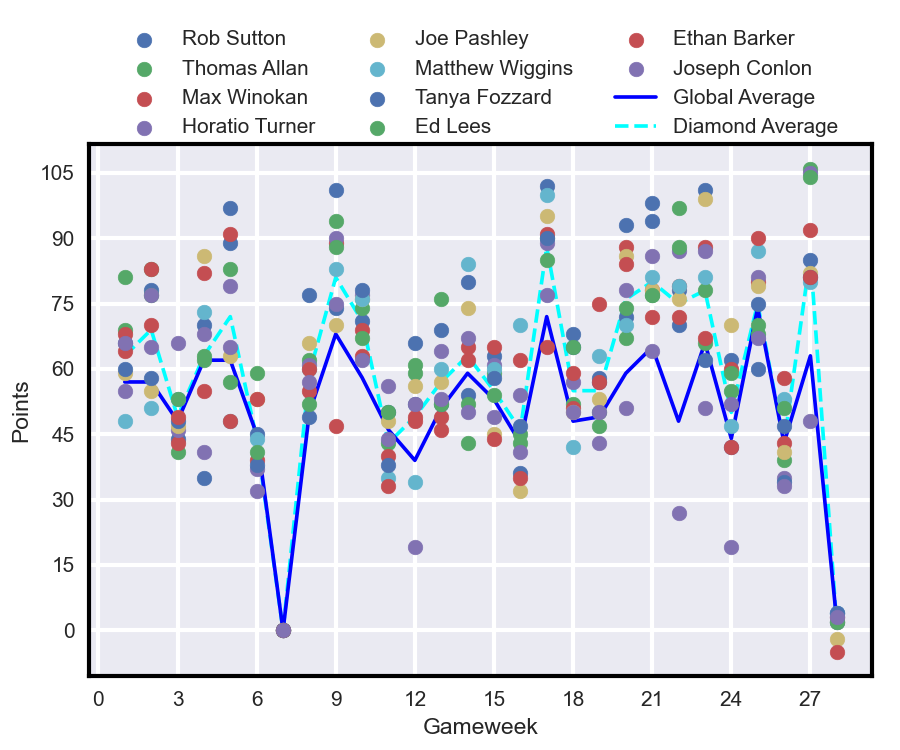 Rob Sutton Joe Pashley Ethan Barker
Thomas Allan Matthew Wiggins Joseph Conlon
Max Winokan Tanya Fozzard Global Average
Horatio Turner Ed Lees Diamond Average
105
90
75
60
45
30
15
0
Points
0 3 6 9 12 15 18 21 24 27
Gameweek